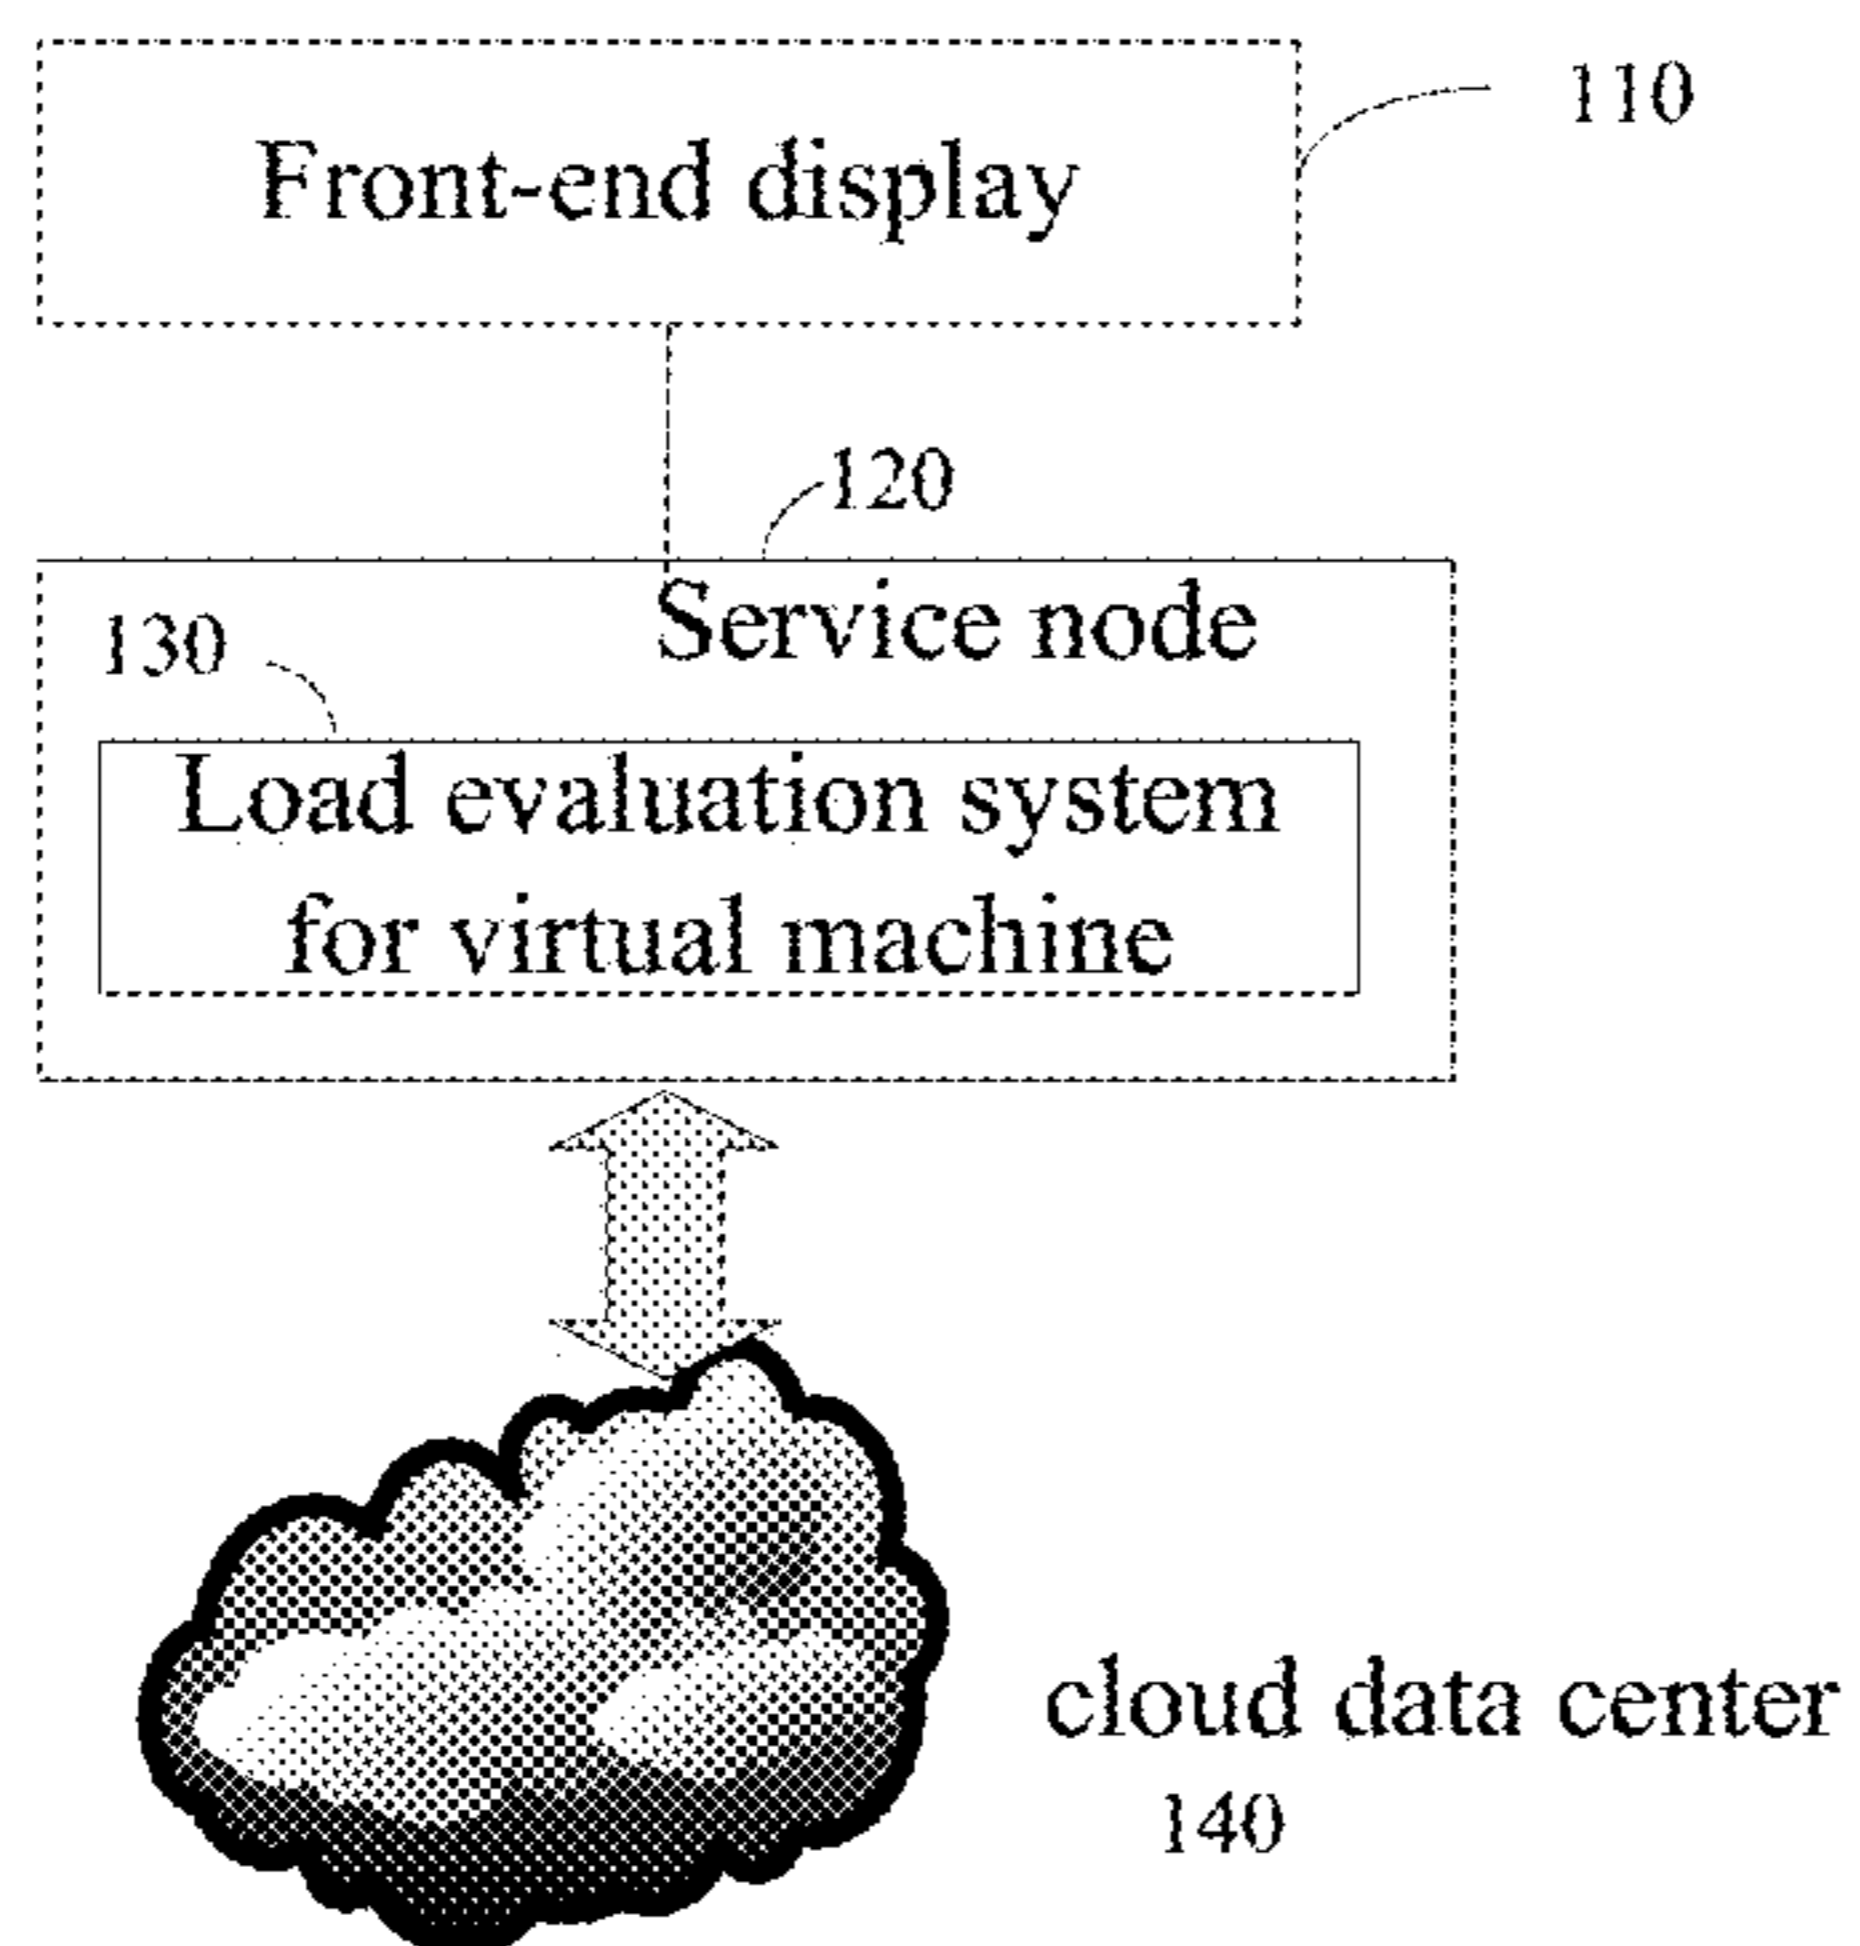 110
Front-end display
120
Service node
130
Load evaluation system
for virtual machine
cloud data center
140